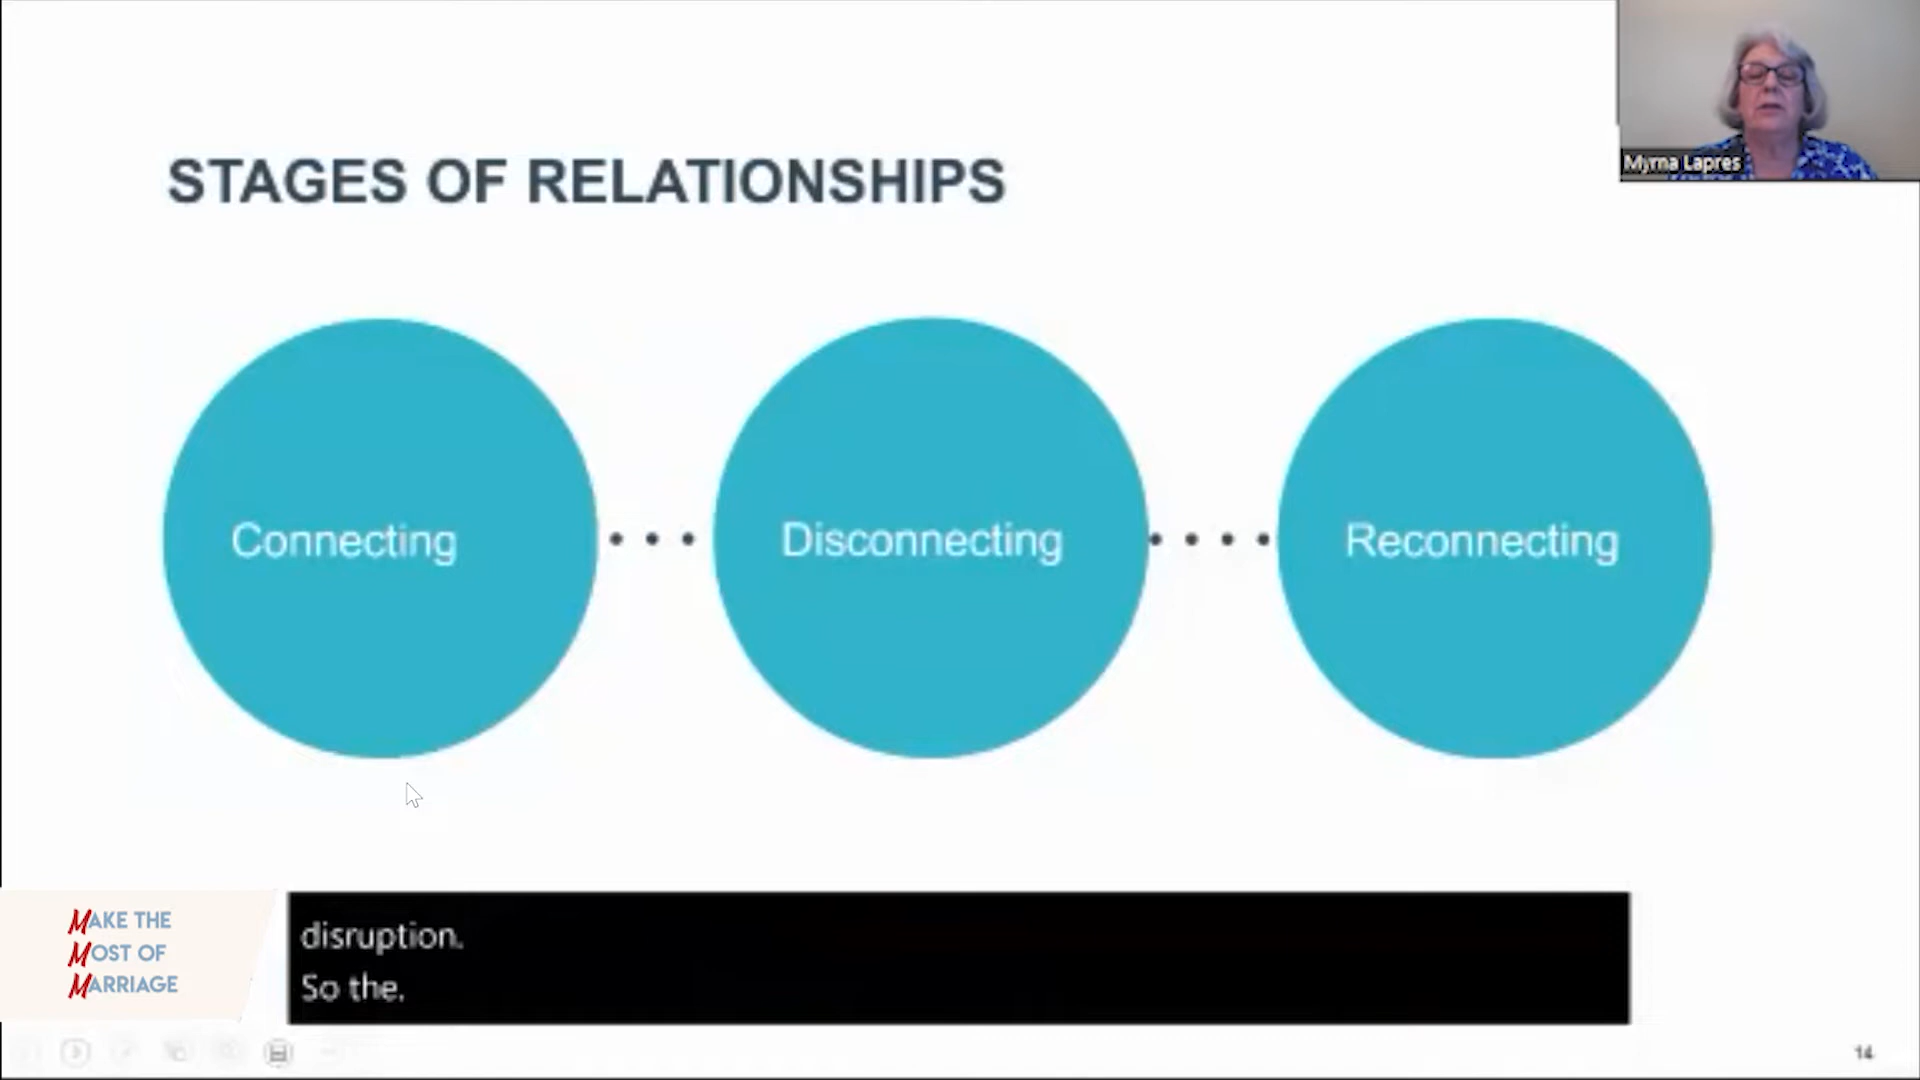 STAGES OF RELATIONSHIPS
Myrna Lapres
Connecting
Disconnecting
Reconnecting
MAKE THE
MOST OF
MARRIAGE
disruption.
So the.
14